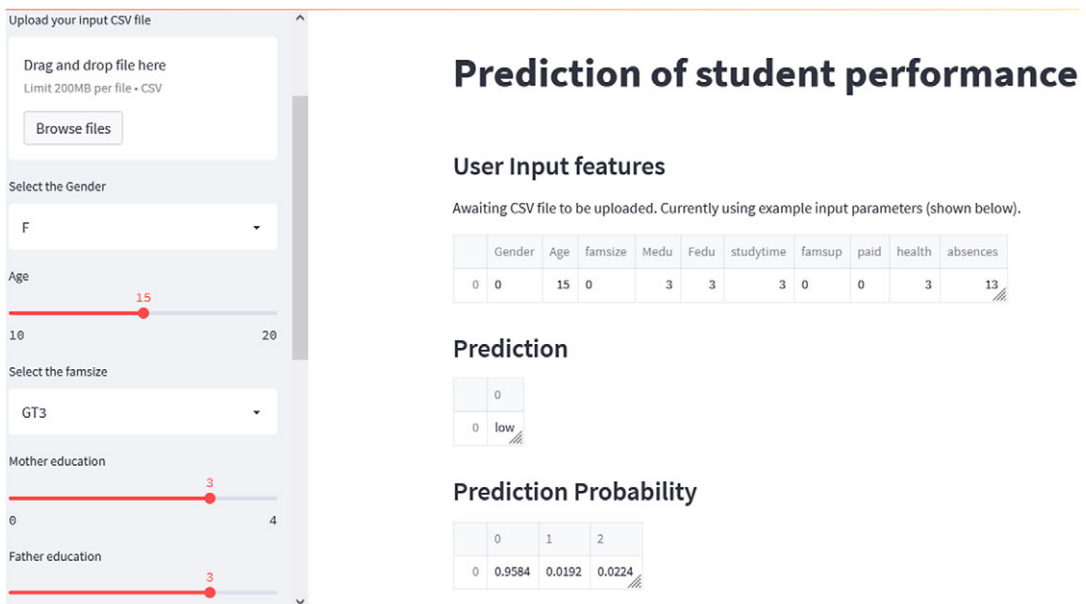 Upload your input CSV file
Drag and drop file here
Limit 200MB per file • CSV
Browse files
Select the Gender
F
Age
15
10 20
Select the famsize
GT3
Mother education
3
0 4
Father education
3
Prediction of student performance
User Input features
Awaiting CSV file to be uploaded. Currently using example input parameters (shown below).
Gender Age famsize Medu Fedu studytime famsup paid health absences
0 0 15 0 3 3 3 0 0 3 13
Prediction
0
0 low
Prediction Probability
0 1 2
0 0.9584 0.0192 0.0224